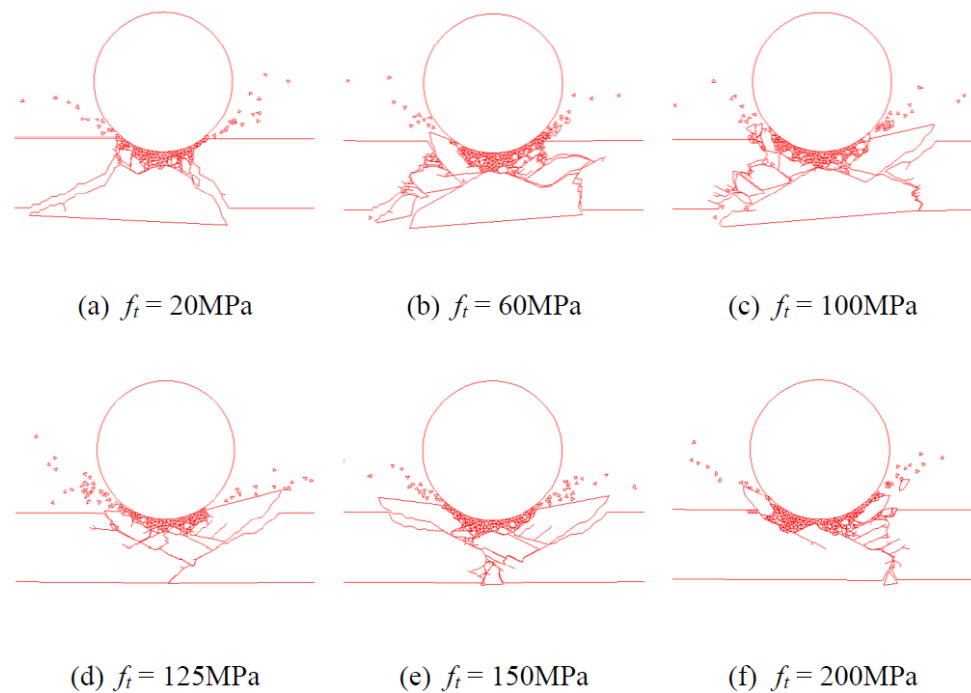 (a) fₜ = 20MPa
(b) fₜ = 60MPa
(c) fₜ = 100MPa
(d) fₜ = 125MPa
(e) fₜ = 150MPa
(f) fₜ = 200MPa